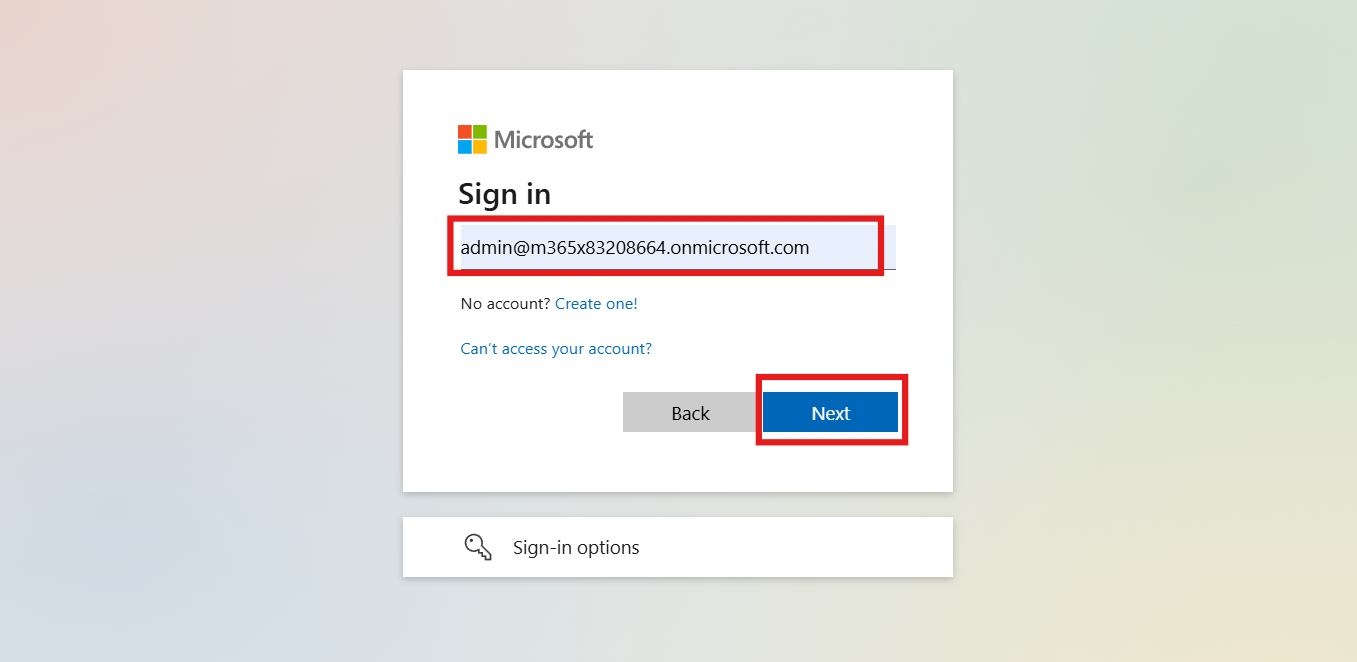 Microsoft
Sign in
admin@m365x83208664.onmicrosoft.com
No account? Create one!
Can't access your account?
Back Next
Sign-in options